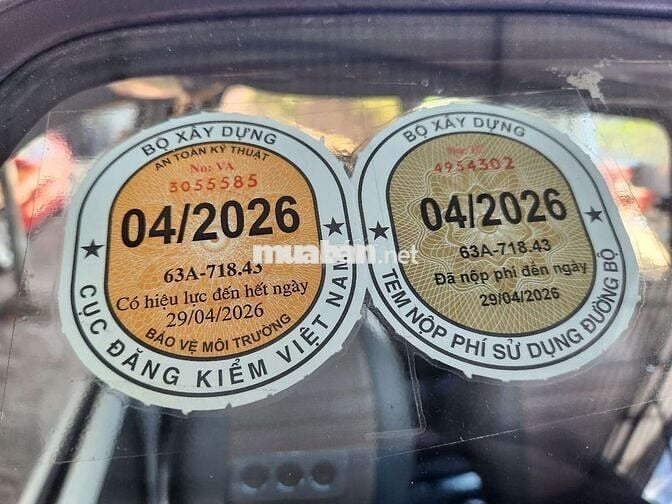 BỘ XÂY DỰNG
AN TOÀN KỸ THUẬT
No: VA
3055585
04/2026
63A-718.43
Có hiệu lực đến hết ngày
29/04/2026
BẢO VỆ MÔI TRƯỜNG
★ CỤC ĐĂNG KIỂM VIỆT NAM ★
BỘ XÂY DỰNG
4954302
04/2026
63A-718.43
Đã nộp phí đến ngày
29/04/2026
★ TEM NỘP PHÍ SỬ DỤNG ĐƯỜNG BỘ ★
muaban.net